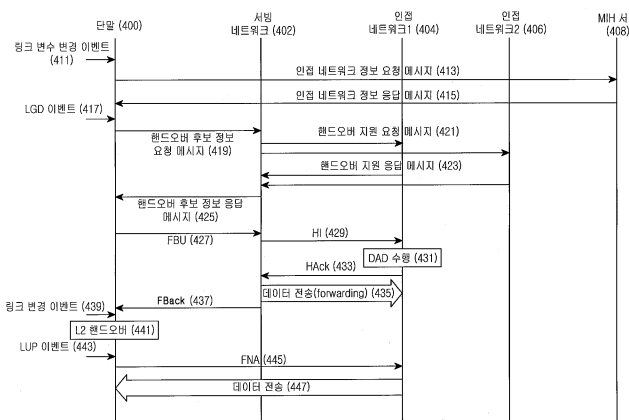 단말 (400)
서빙
네트워크 (402)
인접
네트워크1 (404)
인접
네트워크2 (406)
MIH 서
(408)
링크 변수 변경 이벤트
(411)
인접 네트워크 정보 요청 메시지 (413)
인접 네트워크 정보 응답 메시지 (415)
LGD 이벤트 (417)
핸드오버 후보 정보
요청 메시지 (419)
핸드오버 지원 요청 메시지 (421)
핸드오버 지원 응답 메시지 (423)
핸드오버 후보 정보 응답
메시지 (425)
FBU (427)
HI (429)
DAD 수행 (431)
HAck (433)
데이터 전송(forwarding) (435)
FBack (437)
링크 변경 이벤트 (439)
L2 핸드오버 (441)
LUP 이벤트 (443)
FNA (445)
데이터 전송 (447)